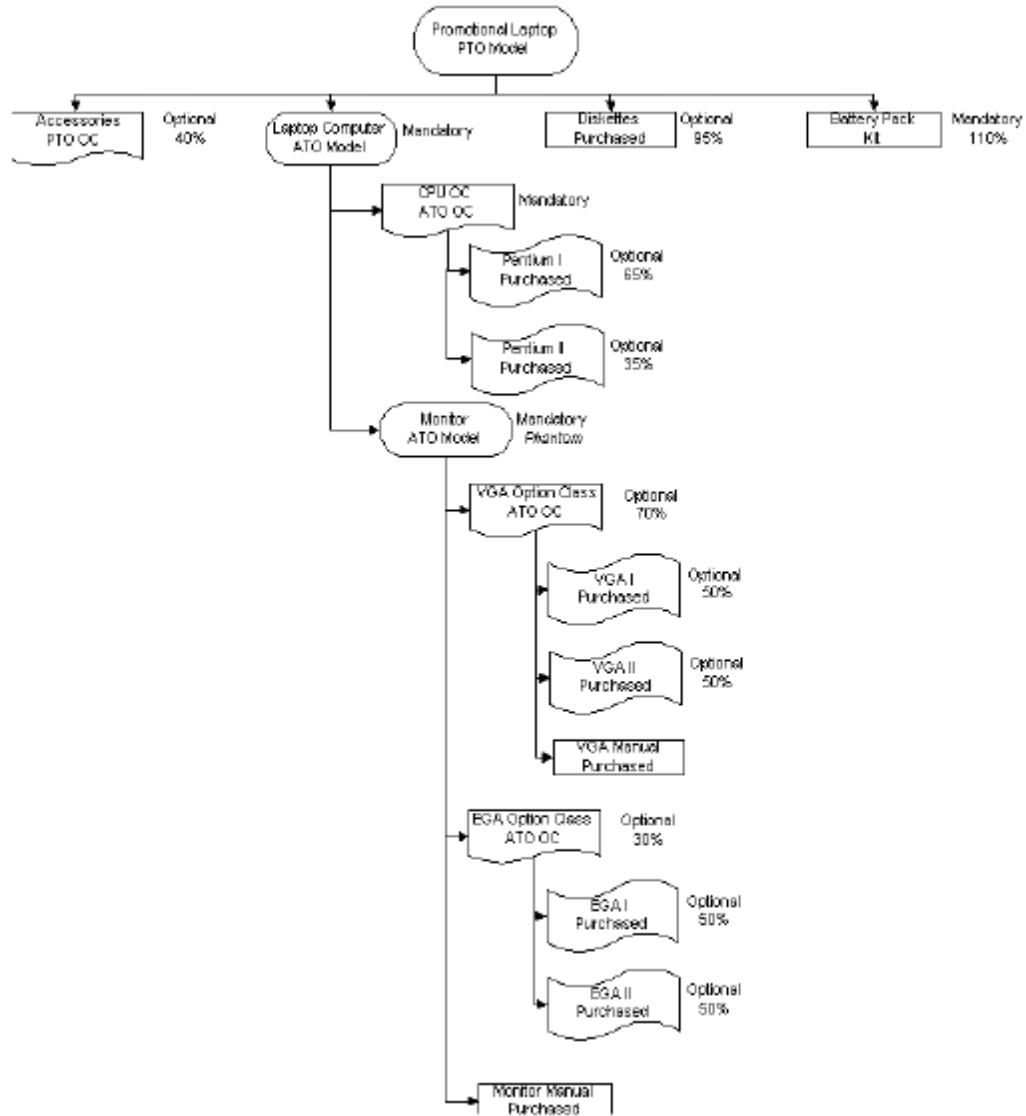 Promotional Laptop
PTO Model
Accessories
PTO OC
Optional
40%
Laptop Computer
ATO Model
Mandatory
Diskettes
Purchased
Optional
95%
Battery Pack
Kit
Mandatory
110%
CPU OC
ATO OC
Mandatory
Pentium I
Purchased
Optional
65%
Pentium II
Purchased
Optional
35%
Monitor
ATO Model
Mandatory
Phantom
VGA Option Class
ATO OC
Optional
70%
VGA I
Purchased
Optional
50%
VGA II
Purchased
Optional
50%
VGA Manual
Purchased
EGA Option Class
ATO OC
Optional
30%
EGA I
Purchased
Optional
50%
EGA II
Purchased
Optional
50%
Monitor Manual
Purchased